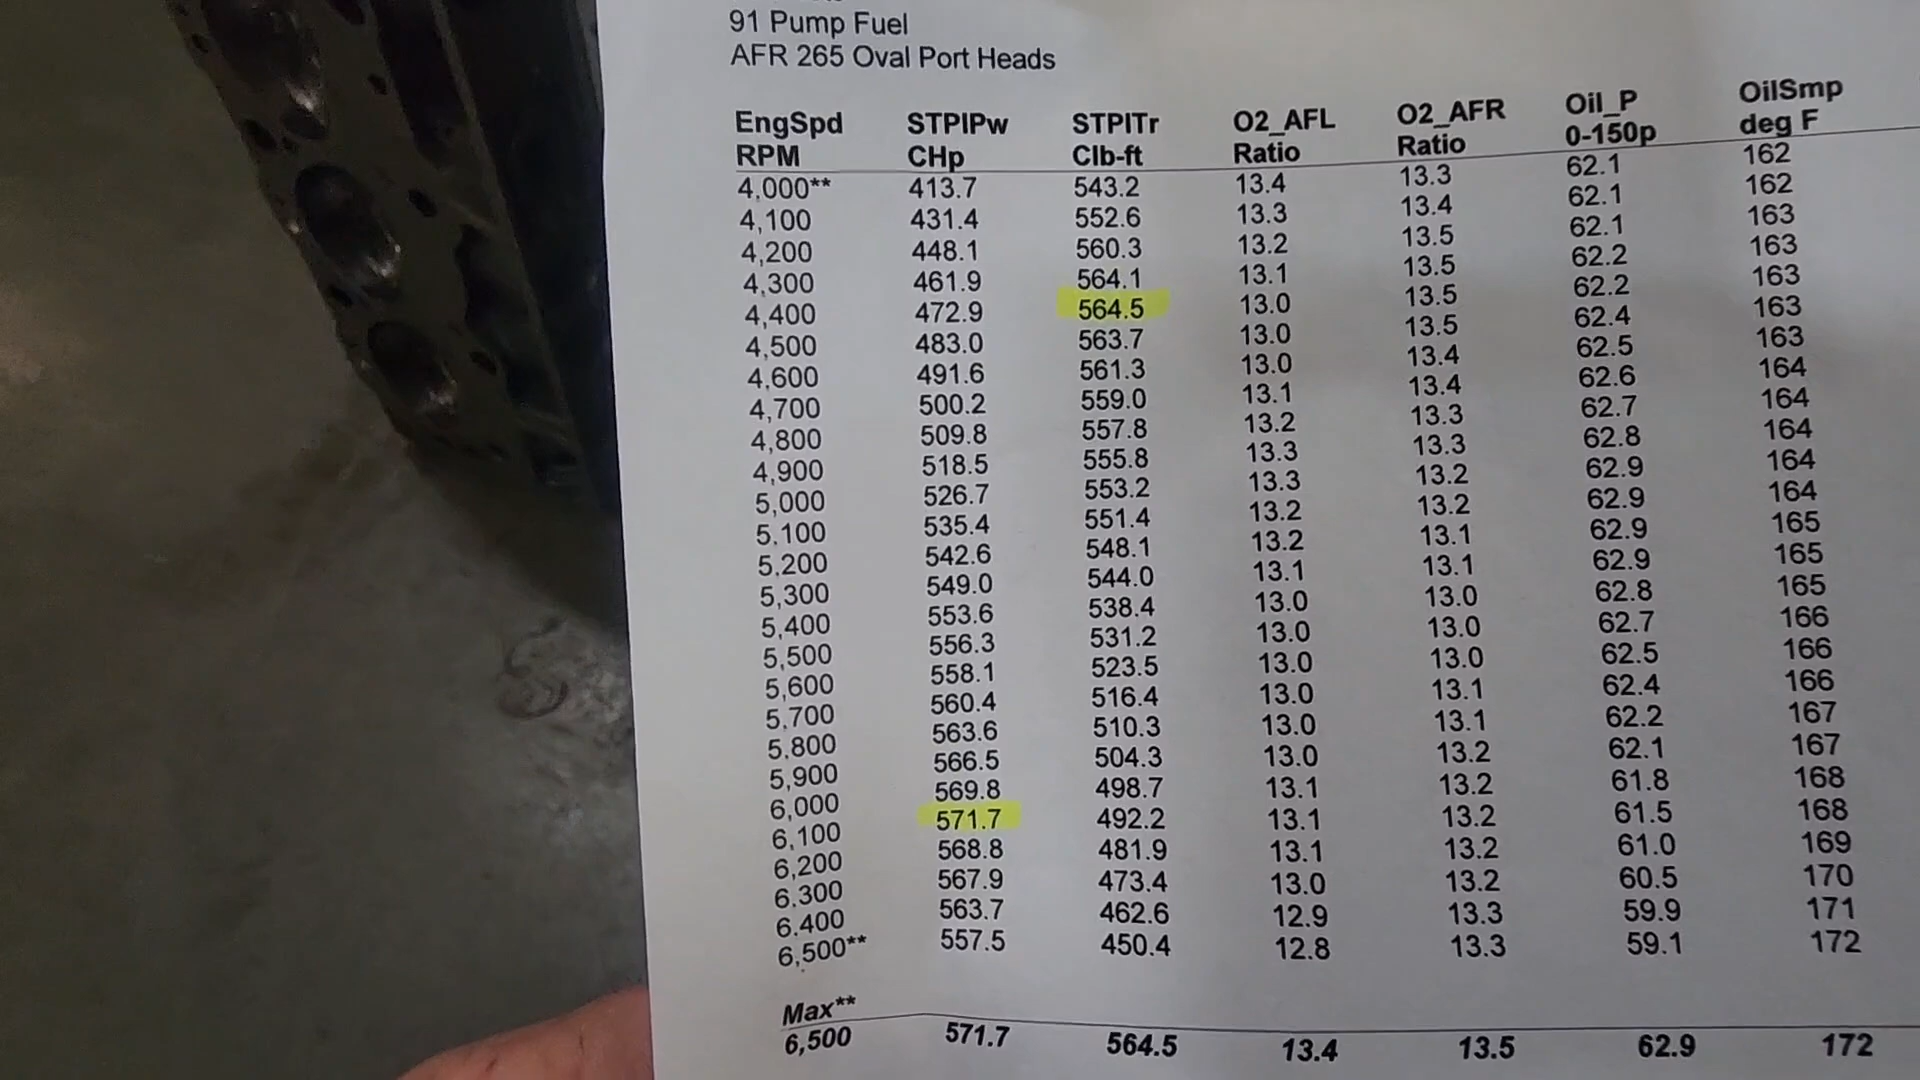 91 Pump Fuel
AFR 265 Oval Port Heads
EngSpd STPIPw STPITr O2_AFL O2_AFR Oil_P OilSmp
RPM CHp Clb-ft Ratio Ratio 0-150p deg F
4,000** 413.7 543.2 13.4 13.3 62.1 162
4,100 431.4 552.6 13.3 13.4 62.1 162
4,200 448.1 560.3 13.2 13.5 62.1 163
4,300 461.9 564.1 13.1 13.5 62.2 163
4,400 472.9 564.5 13.0 13.5 62.2 163
4,500 483.0 563.7 13.0 13.5 62.4 163
4,600 491.6 561.3 13.0 13.4 62.5 163
4,700 500.2 559.0 13.1 13.4 62.6 164
4,800 509.8 557.8 13.2 13.3 62.7 164
4,900 518.5 555.8 13.3 13.3 62.8 164
5,000 526.7 553.2 13.3 13.2 62.9 164
5,100 535.4 551.4 13.2 13.2 62.9 164
5,200 542.6 548.1 13.2 13.1 62.9 165
5,300 549.0 544.0 13.1 13.1 62.9 165
5,400 553.6 538.4 13.0 13.0 62.8 165
5,500 556.3 531.2 13.0 13.0 62.7 166
5,600 558.1 523.5 13.0 13.0 62.5 166
5,700 560.4 516.4 13.0 13.1 62.4 166
5,800 563.6 510.3 13.0 13.1 62.2 167
5,900 566.5 504.3 13.0 13.2 62.1 167
6,000 569.8 498.7 13.1 13.2 61.8 168
6,100 571.7 492.2 13.1 13.2 61.5 168
6,200 568.8 481.9 13.1 13.2 61.0 169
6,300 567.9 473.4 13.0 13.2 60.5 170
6,400 563.7 462.6 12.9 13.3 59.9 171
6,500** 557.5 450.4 12.8 13.3 59.1 172
Max**
6,500 571.7 564.5 13.4 13.5 62.9 172